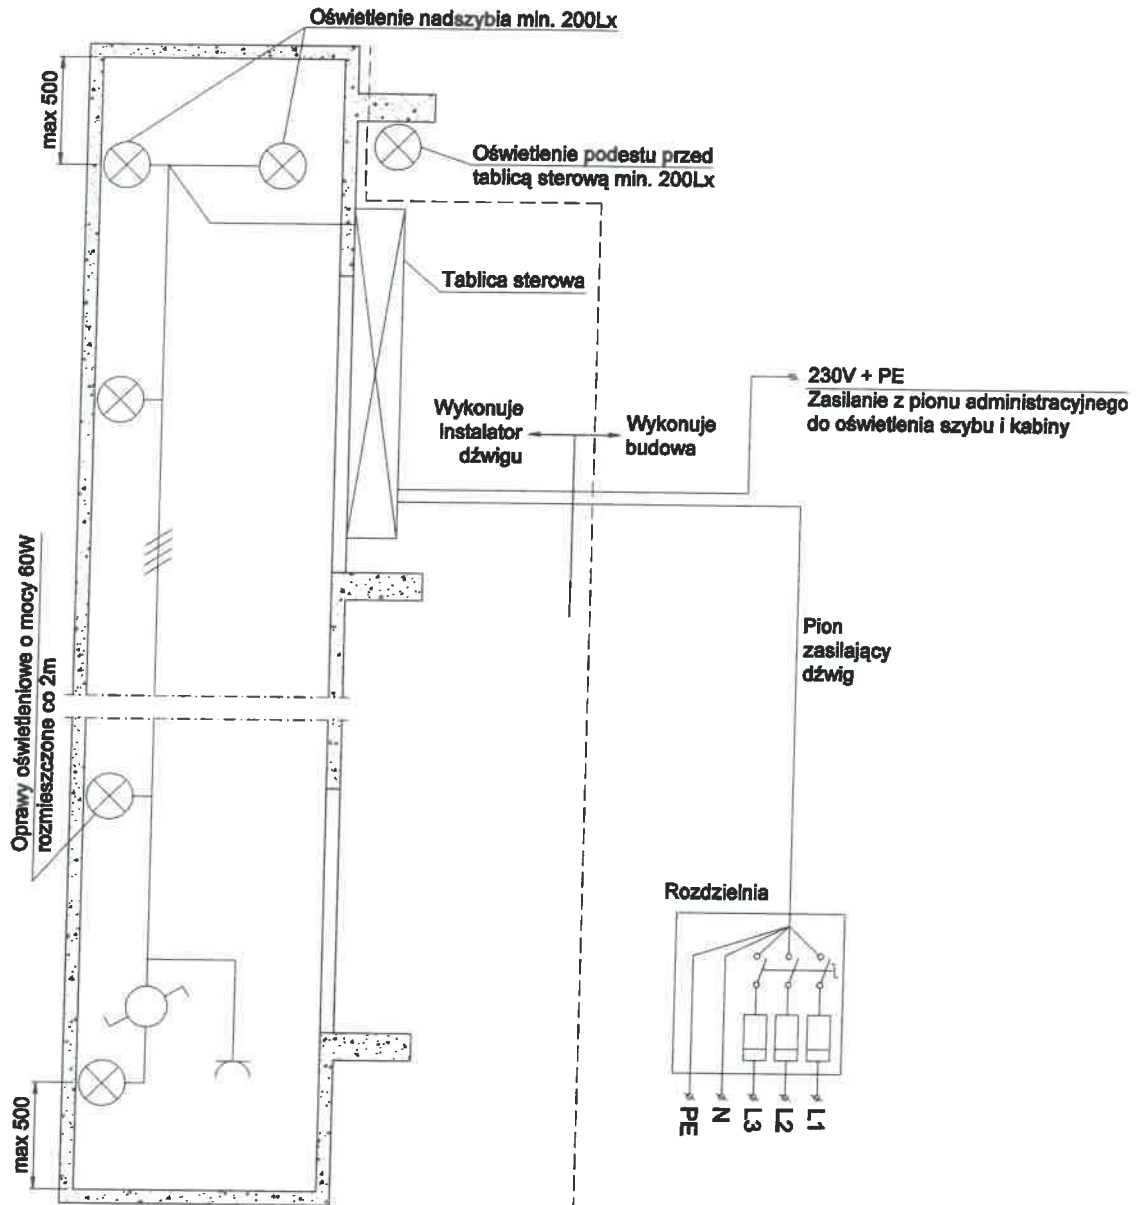 Oświetlenie nadszybia min. 200Lx
max 500
Oświetlenie podestu przed
tablicą sterową min. 200Lx
Tablica sterowa
230V + PE
Zasilanie z pionu administracyjnego
do oświetlenia szybu i kabiny
Wykonuje
instalator
dźwigu
Wykonuje
budowa
Oprawy oświetleniowe o mocy 60W
rozmieszczone co 2m
Pion
zasilający
dźwig
Rozdzielnia
max 500
PE
N
L3
L2
L1